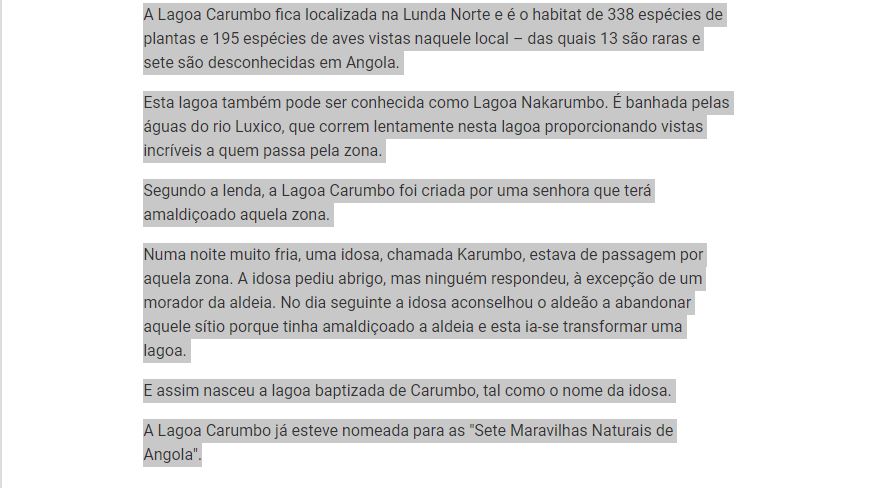 A Lagoa Carumbo fica localizada na Lunda Norte e é o habitat de 338 espécies de
plantas e 195 espécies de aves vistas naquele local – das quais 13 são raras e
sete são desconhecidas em Angola.
Esta lagoa também pode ser conhecida como Lagoa Nakarumbo. É banhada pelas
águas do rio Luxico, que correm lentamente nesta lagoa proporcionando vistas
incríveis a quem passa pela zona.
Segundo a lenda, a Lagoa Carumbo foi criada por uma senhora que terá
amaldiçoado aquela zona.
Numa noite muito fria, uma idosa, chamada Karumbo, estava de passagem por
aquela zona. A idosa pediu abrigo, mas ninguém respondeu, à excepção de um
morador da aldeia. No dia seguinte a idosa aconselhou o aldeão a abandonar
aquele sítio porque tinha amaldiçoado a aldeia e esta ia-se transformar uma
lagoa.
E assim nasceu a lagoa baptizada de Carumbo, tal como o nome da idosa.
A Lagoa Carumbo já esteve nomeada para as "Sete Maravilhas Naturais de
Angola".